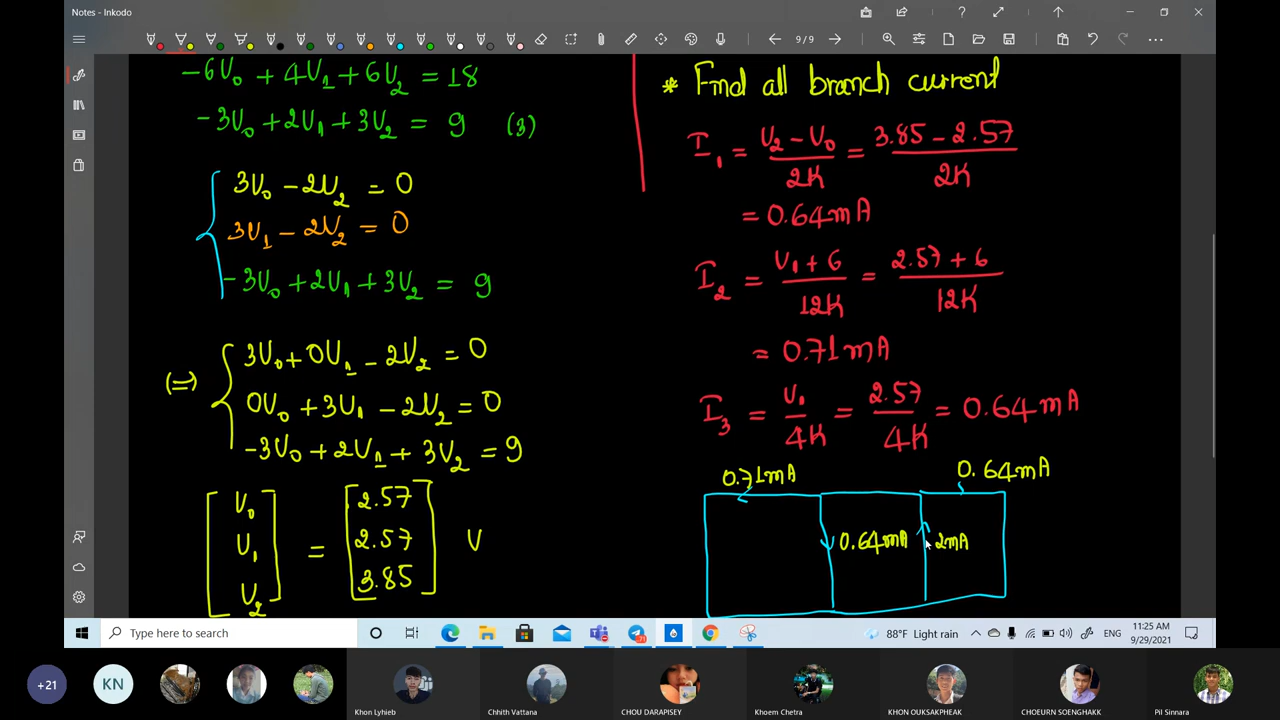 Notes - Inkodo
9/9
-6V₀ + 4V₁ + 6V₂ = 18
-3V₀ + 2V₁ + 3V₂ = 9 (3)
3V₀ - 2V₂ = 0
3V₁ - 2V₂ = 0
-3V₀ + 2V₁ + 3V₂ = 9
(=) 3V₀ + 0V₁ - 2V₂ = 0
0V₀ + 3V₁ - 2V₂ = 0
-3V₀ + 2V₁ + 3V₂ = 9
V₀ 2.57
V₁ = 2.57 V
V₂ 3.85
* Find all branch current
I₁ = V₂ - V₀ / 2K = 3.85 - 2.57 / 2K
= 0.64mA
I₂ = V₁ + 6 / 12K = 2.57 + 6 / 12K
= 0.71mA
I₃ = V₁ / 4K = 2.57 / 4K = 0.64mA
0.71mA 0.64mA
0.64mA 2mA
Type here to search
88°F Light rain
ENG
11:25 AM
9/29/2021
+21
KN
Khon Lyhieb
Chhith Vattana
CHOU DARAPISEY
Khoem Chetra
KHON OUKSAKPHEAK
CHOEURN SOENGHAKK
Pil Sinnara